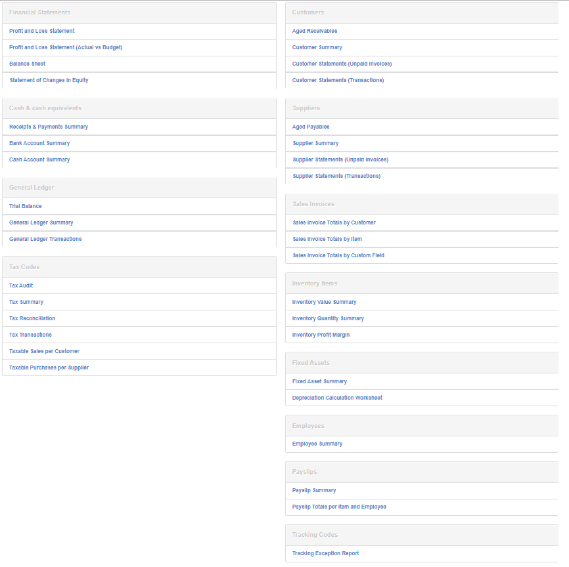 Financial Statements
Profit and Loss Statement
Profit and Loss Statement (Actual vs Budget)
Balance Sheet
Statement of Changes in Equity
Cash & cash equivalents
Receipts & Payments Summary
Bank Account Summary
Cash Account Summary
General Ledger
Trial Balance
General Ledger Summary
General Ledger Transactions
Tax Codes
Tax Audit
Tax Summary
Tax Reconciliation
Tax Transactions
Taxable Sales per Customer
Taxable Purchases per Supplier
Customers
Aged Receivables
Customer Summary
Customer Statements (Unpaid Invoices)
Customer Statements (Transactions)
Suppliers
Aged Payables
Supplier Summary
Supplier Statements (Unpaid Invoices)
Supplier Statements (Transactions)
Sales Invoices
Sales Invoice Totals by Customer
Sales Invoice Totals by Item
Sales Invoice Totals by Custom Field
Inventory Items
Inventory Value Summary
Inventory Quantity Summary
Inventory Profit Margin
Fixed Assets
Fixed Asset Summary
Depreciation Calculation Worksheet
Employees
Employee Summary
Payslips
Payslip Summary
Payslip Totals per Item and Employee
Tracking Codes
Tracking Exception Report